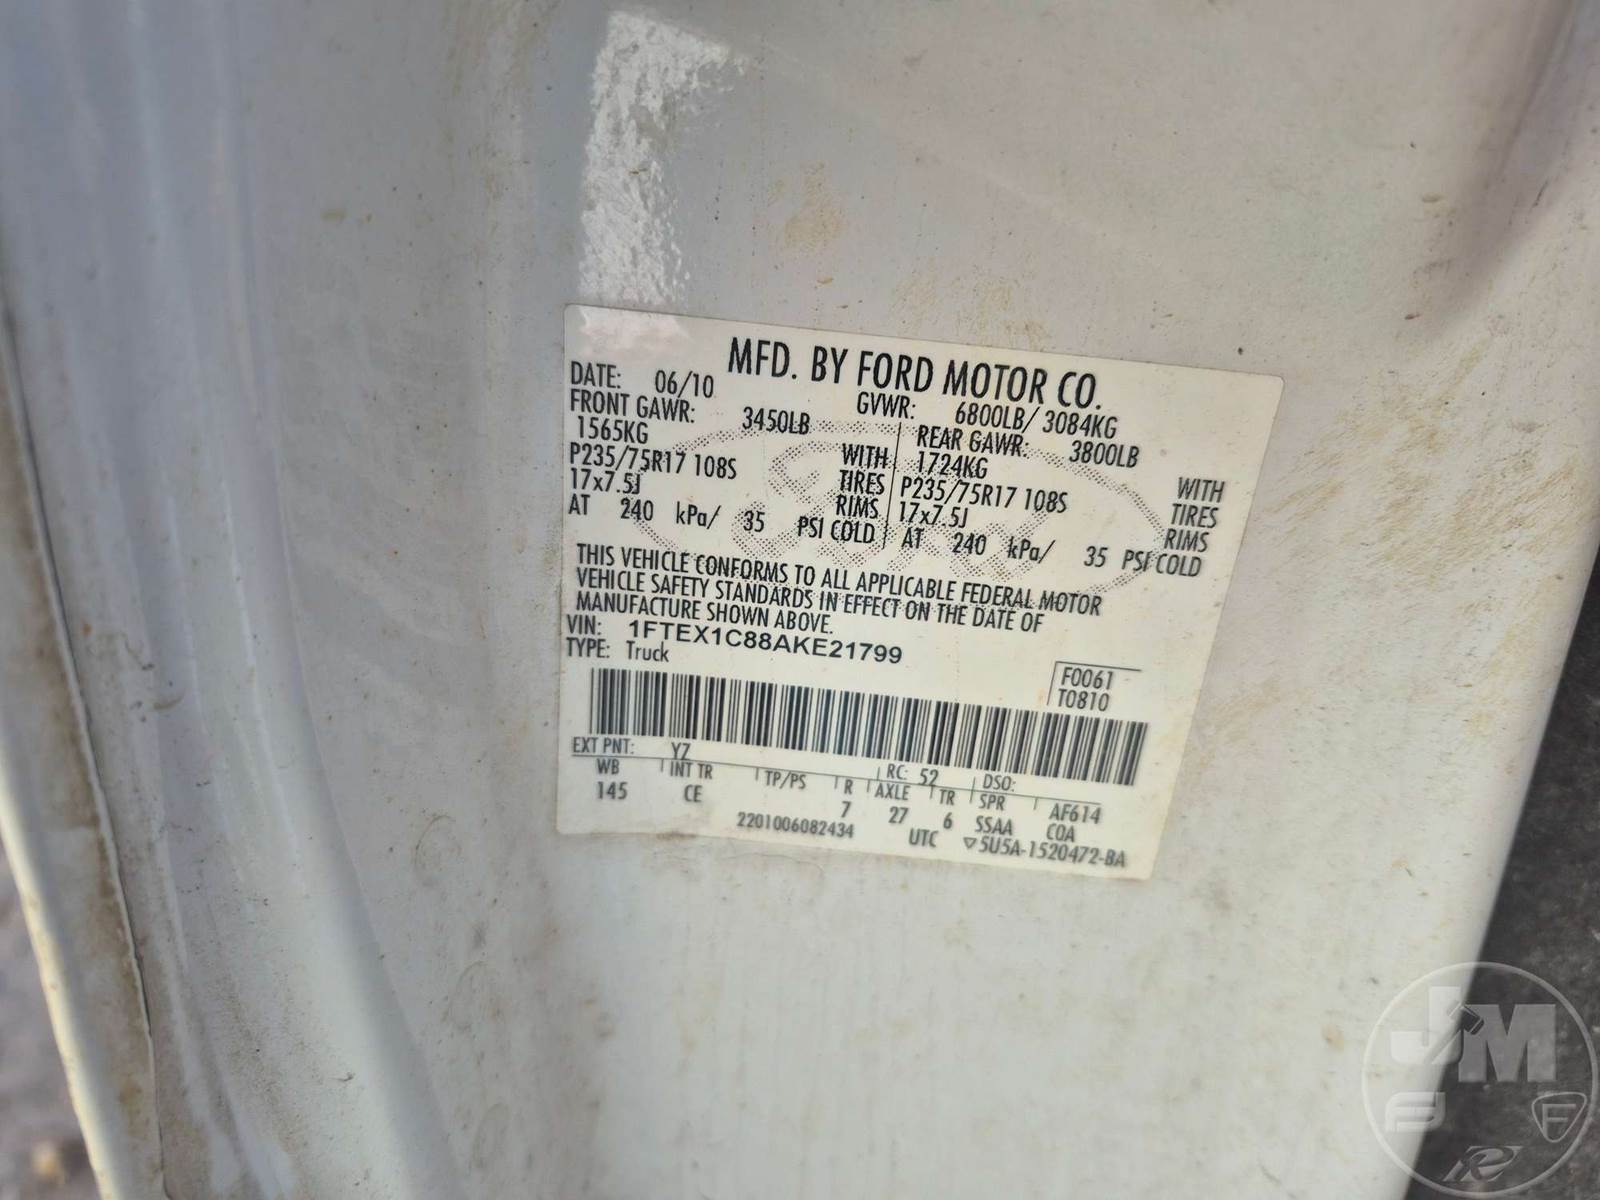 MFD. BY FORD MOTOR CO.
DATE: 06/10 GVWR: 6800LB/ 3084KG
FRONT GAWR: 3450LB REAR GAWR: 3800LB
1565KG WITH 1724KG WITH
P235/75R17 108S TIRES P235/75R17 108S TIRES
17x7.5J RIMS 17x7.5J RIMS
AT 240 kPa/ 35 PSI COLD AT 240 kPa/ 35 PSI COLD
THIS VEHICLE CONFORMS TO ALL APPLICABLE FEDERAL MOTOR
VEHICLE SAFETY STANDARDS IN EFFECT ON THE DATE OF
MANUFACTURE SHOWN ABOVE.
VIN: 1FTEX1C88AKE21799
TYPE: Truck
F0061
T0810
EXT PNT: YZ RC: 52 DSO:
WB INT TR TP/PS R AXLE TR SPR AF614
145 CE 7 27 6 SSAA COA
2201006082434 UTC ▽5U5A-1520472-BA
JM
F
R